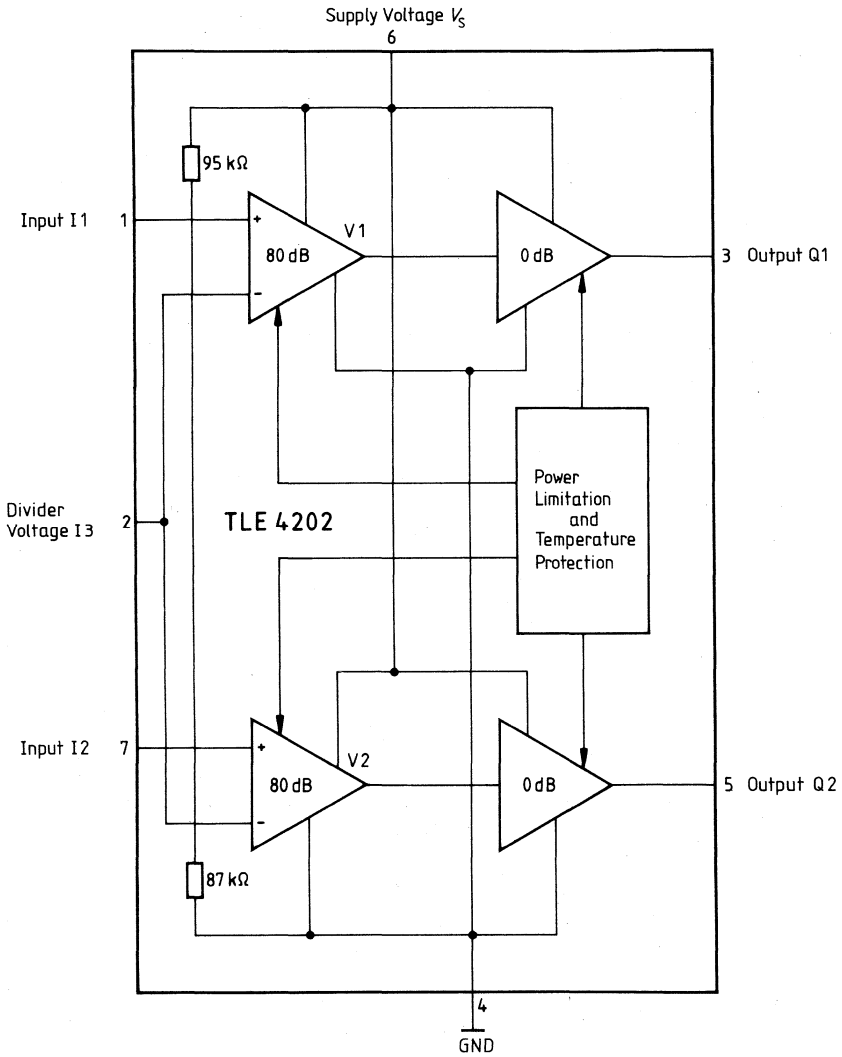 Supply Voltage Vs
6
95 kΩ
Input I1
1
+
80 dB
-
V1
0 dB
3
Output Q1
Divider
Voltage I3
2
TLE 4202
Power
Limitation
and
Temperature
Protection
Input I2
7
+
80 dB
-
V2
0 dB
5
Output Q2
87 kΩ
4
GND